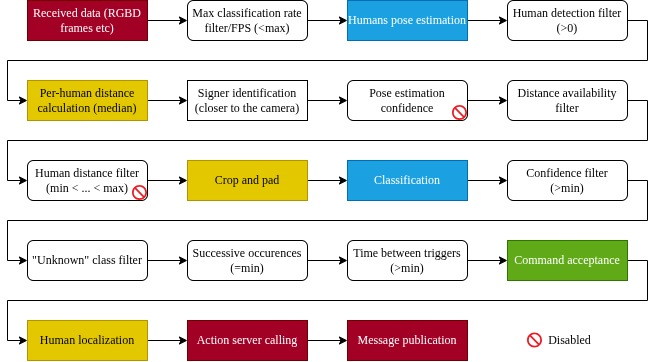 Received data (RGBD
frames etc)
Max classification rate
filter/FPS (<max)
Humans pose estimation
Human detection filter
(>0)
Per-human distance
calculation (median)
Signer identification
(closer to the camera)
Pose estimation
confidence
Distance availability
filter
Human distance filter
(min < ... < max)
Crop and pad
Classification
Confidence filter
(>min)
"Unknown" class filter
Successive occurences
(=min)
Time between triggers
(>min)
Command acceptance
Human localization
Action server calling
Message publication
Disabled